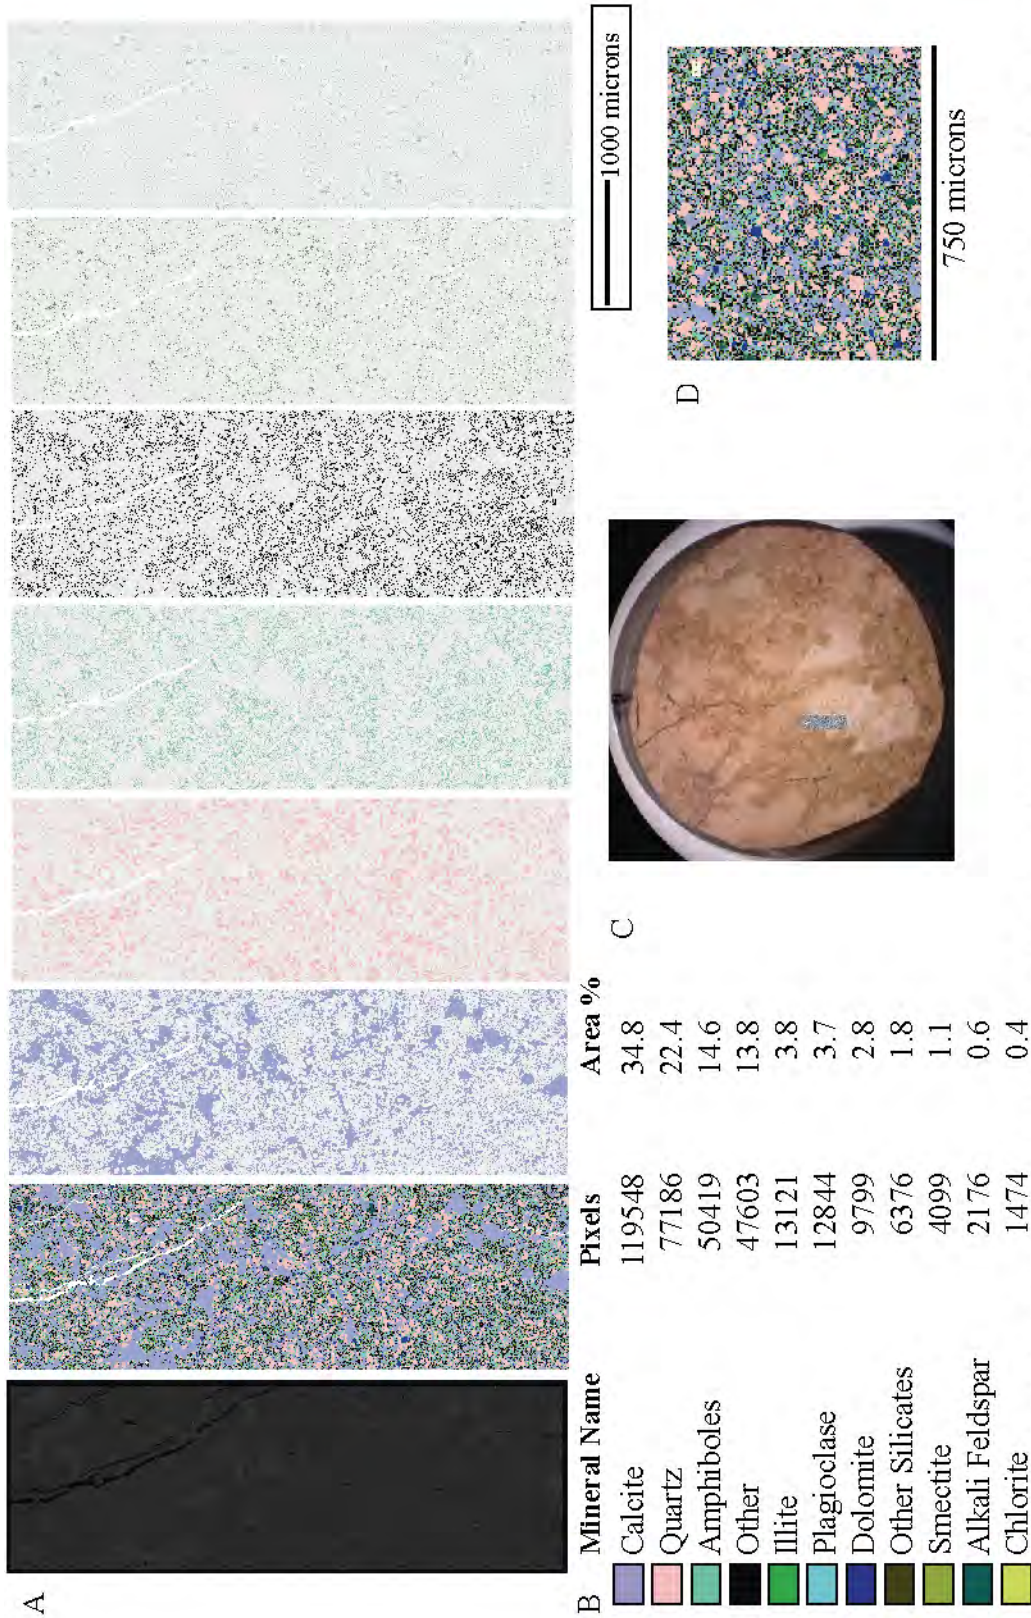 A
1000 microns
B
Mineral Name Pixels Area %
Calcite 119548 34.8
Quartz 77186 22.4
Amphiboles 50419 14.6
Other 47603 13.8
Illite 13121 3.8
Plagioclase 12844 3.7
Dolomite 9799 2.8
Other Silicates 6376 1.8
Smectite 4099 1.1
Alkali Feldspar 2176 0.6
Chlorite 1474 0.4
C
D
750 microns